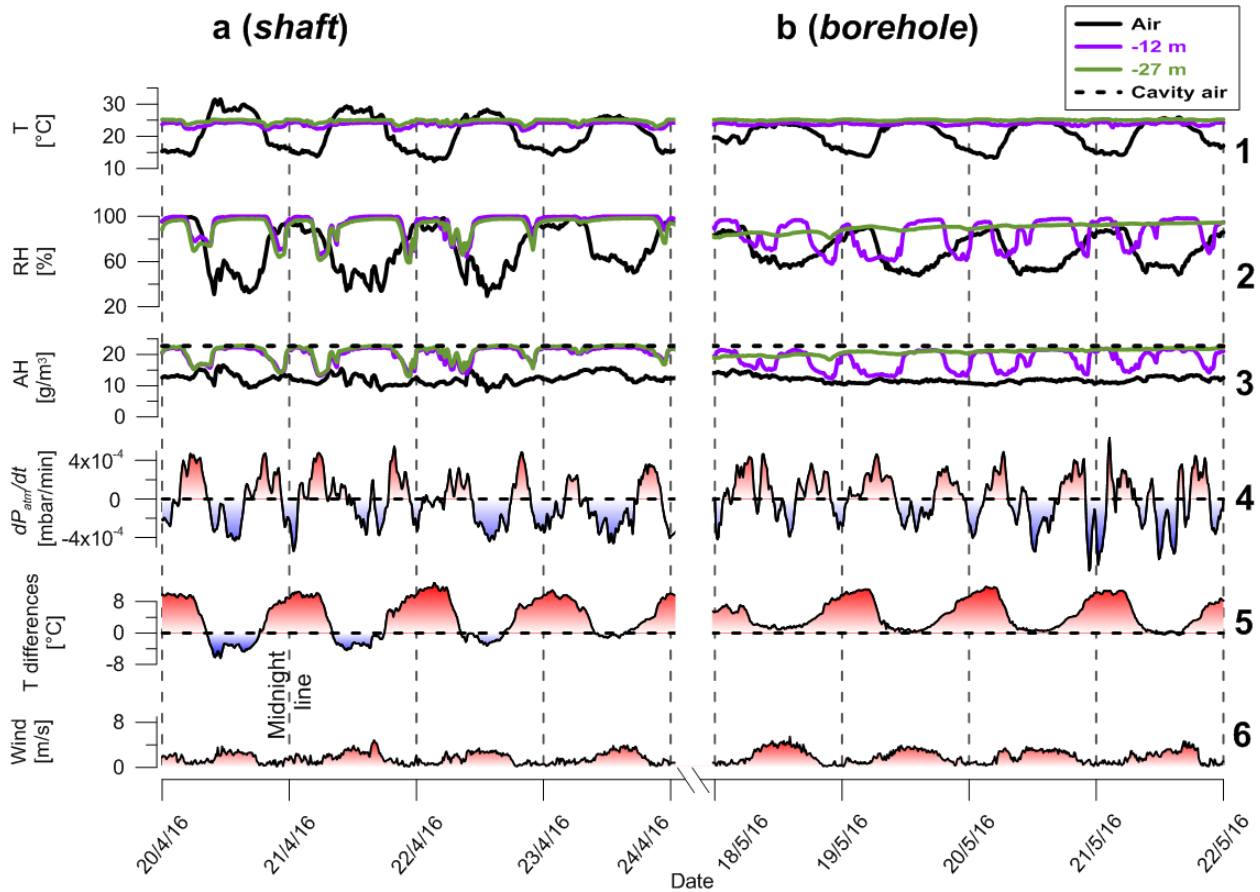 a (shaft)
b (borehole)
Air
-12 m
-27 m
Cavity air
T
[°C]
30
20
10
1
RH
[%]
100
60
20
2
AH
[g/m³]
20
10
0
3
dPatm/dt
[mbar/min]
4x10⁻⁴
0
-4x10⁻⁴
4
T differences
[°C]
8
0
-8
5
Midnight
line
Wind
[m/s]
8
0
6
20/4/16
21/4/16
22/4/16
23/4/16
24/4/16
18/5/16
19/5/16
20/5/16
21/5/16
22/5/16
Date